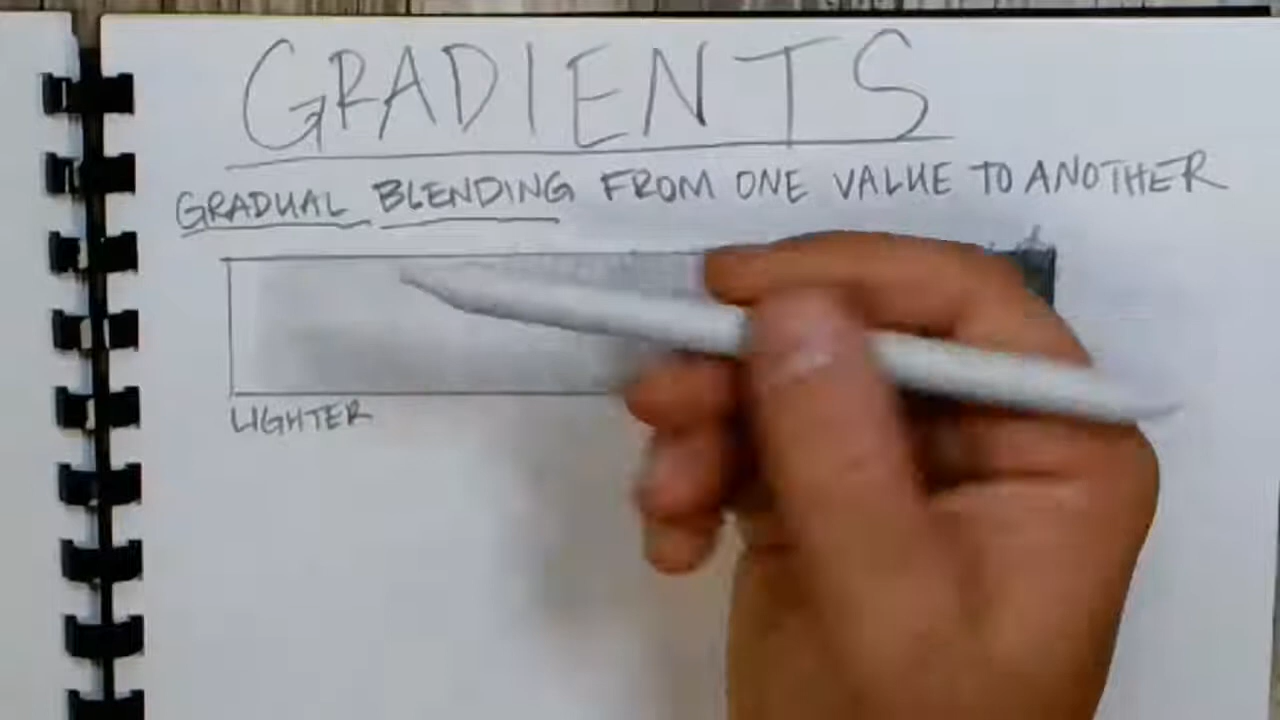 GRADIENTS
GRADUAL BLENDING FROM ONE VALUE TO ANOTHER
LIGHTER